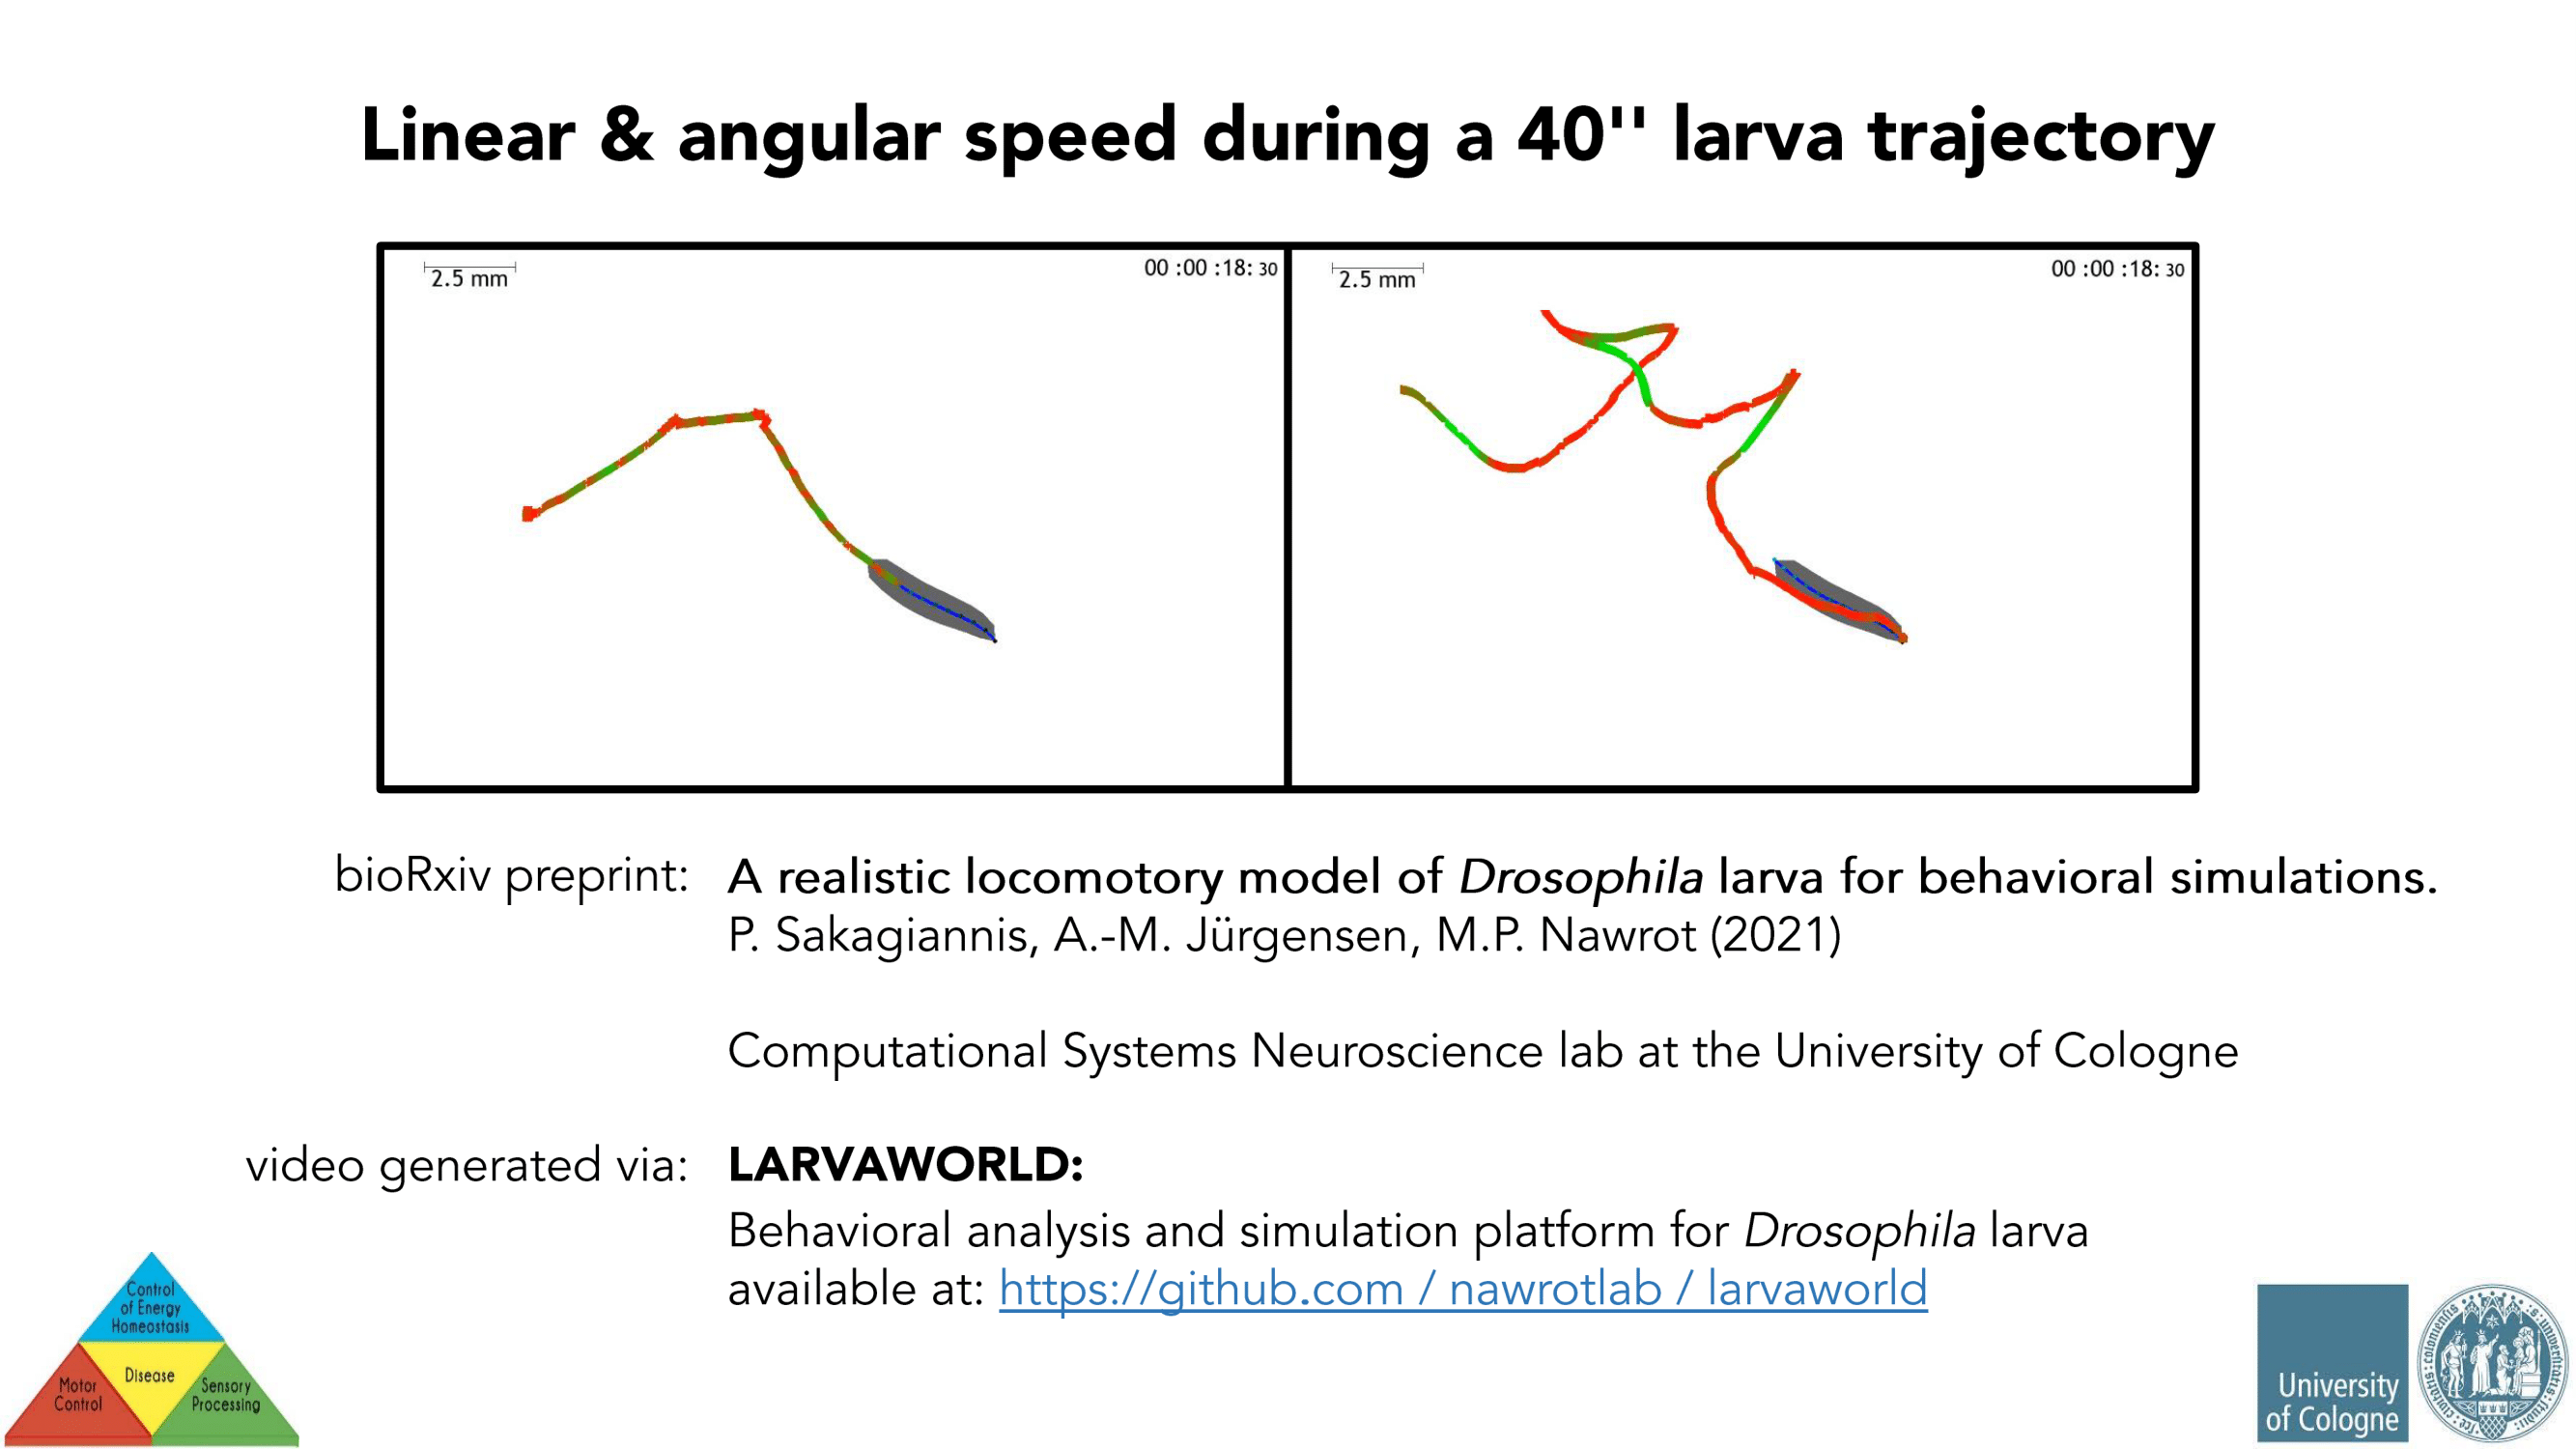 Linear & angular speed during a 40'' larva trajectory
2.5 mm
00 :00 :18: 30
2.5 mm
00 :00 :18: 30
bioRxiv preprint: A realistic locomotory model of Drosophila larva for behavioral simulations.
P. Sakagiannis, A.-M. Jürgensen, M.P. Nawrot (2021)
Computational Systems Neuroscience lab at the University of Cologne
video generated via: LARVAWORLD:
Behavioral analysis and simulation platform for Drosophila larva
available at: https://github.com / nawrotlab / larvaworld
Control
of Energy
Homeostasis
Disease
Motor
Control
Sensory
Processing
University
of Cologne